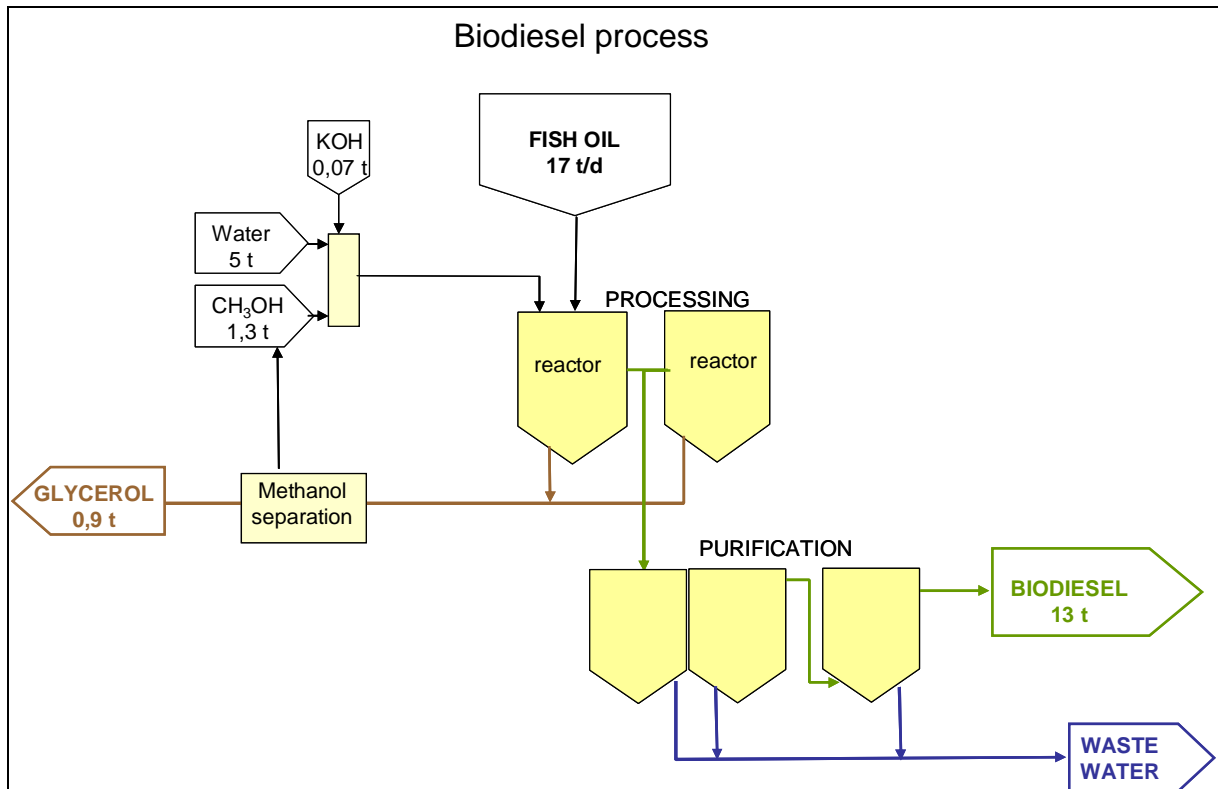 Biodiesel process
KOH
0,07 t
FISH OIL
17 t/d
Water
5 t
CH₃OH
1,3 t
PROCESSING
reactor
reactor
GLYCEROL
0,9 t
Methanol
separation
PURIFICATION
BIODIESEL
13 t
WASTE
WATER